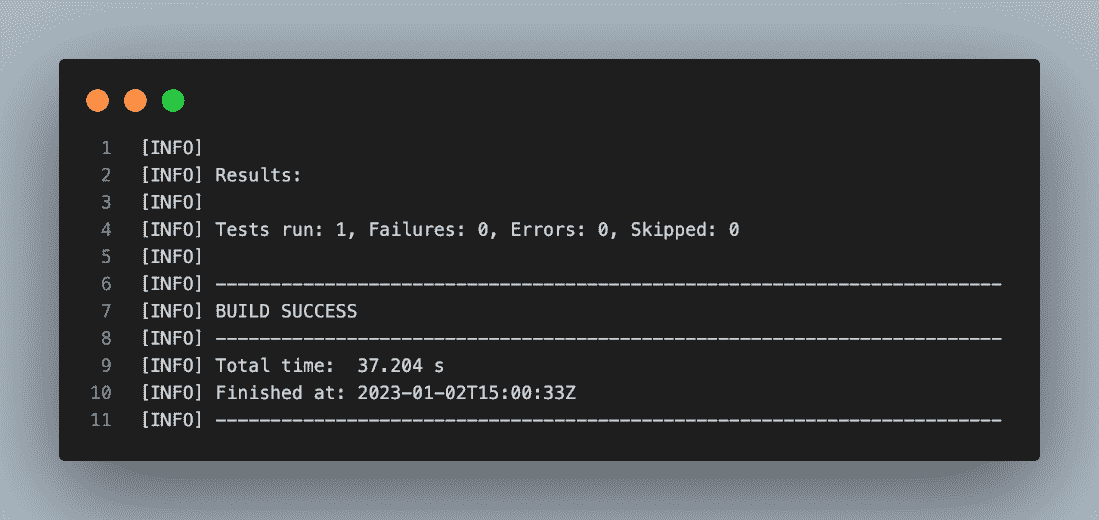 1 [INFO]
2 [INFO] Results:
3 [INFO]
4 [INFO] Tests run: 1, Failures: 0, Errors: 0, Skipped: 0
5 [INFO]
6 [INFO] ------------------------------------------------------------------------
7 [INFO] BUILD SUCCESS
8 [INFO] ------------------------------------------------------------------------
9 [INFO] Total time:  37.204 s
10 [INFO] Finished at: 2023-01-02T15:00:33Z
11 [INFO] ------------------------------------------------------------------------